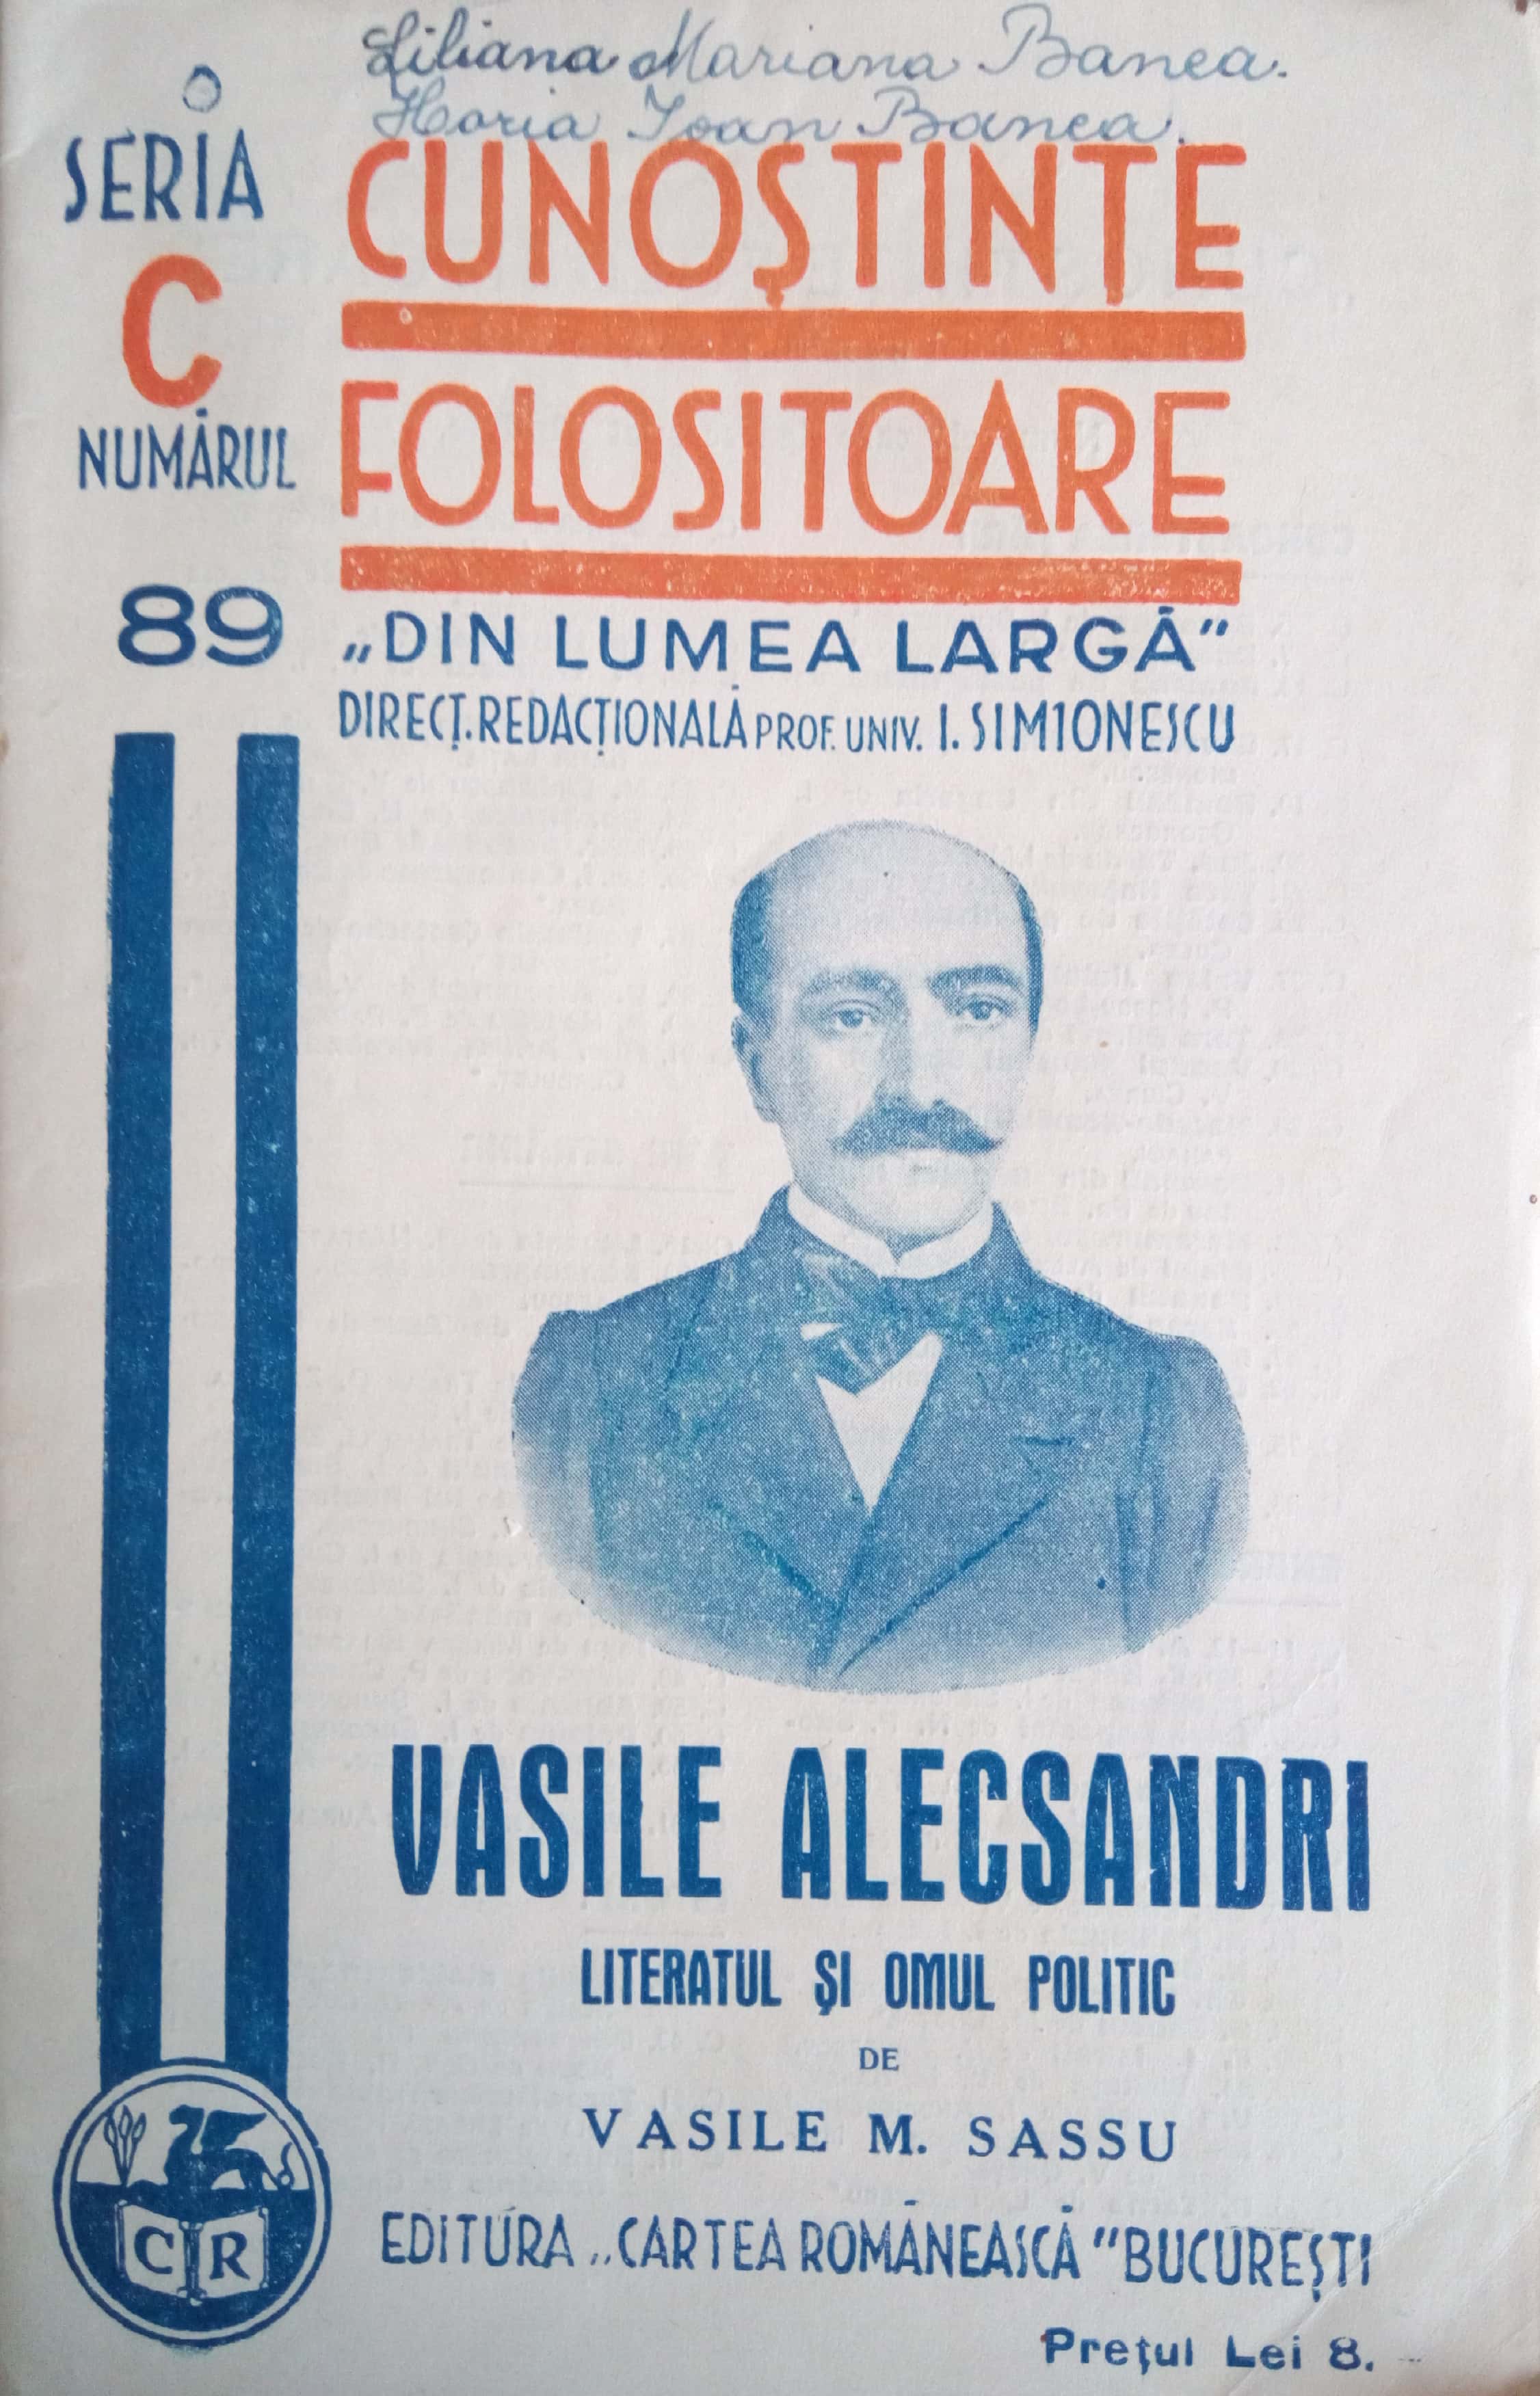 Liliana Mariana Banea.
Horia Ioan Banea.
SERIA
C
NUMĂRUL
89
CUNOŞTINŢE
FOLOSITOARE
„DIN LUMEA LARGĂ“
DIRECŢ. REDACŢIONALĂ PROF. UNIV. I. SIMIONESCU
VASILE ALECSANDRI
LITERATUL ŞI OMUL POLITIC
DE
VASILE M. SASSU
C R
EDITURA „CARTEA ROMÂNEASCĂ“ BUCUREŞTI
Preţul Lei 8.